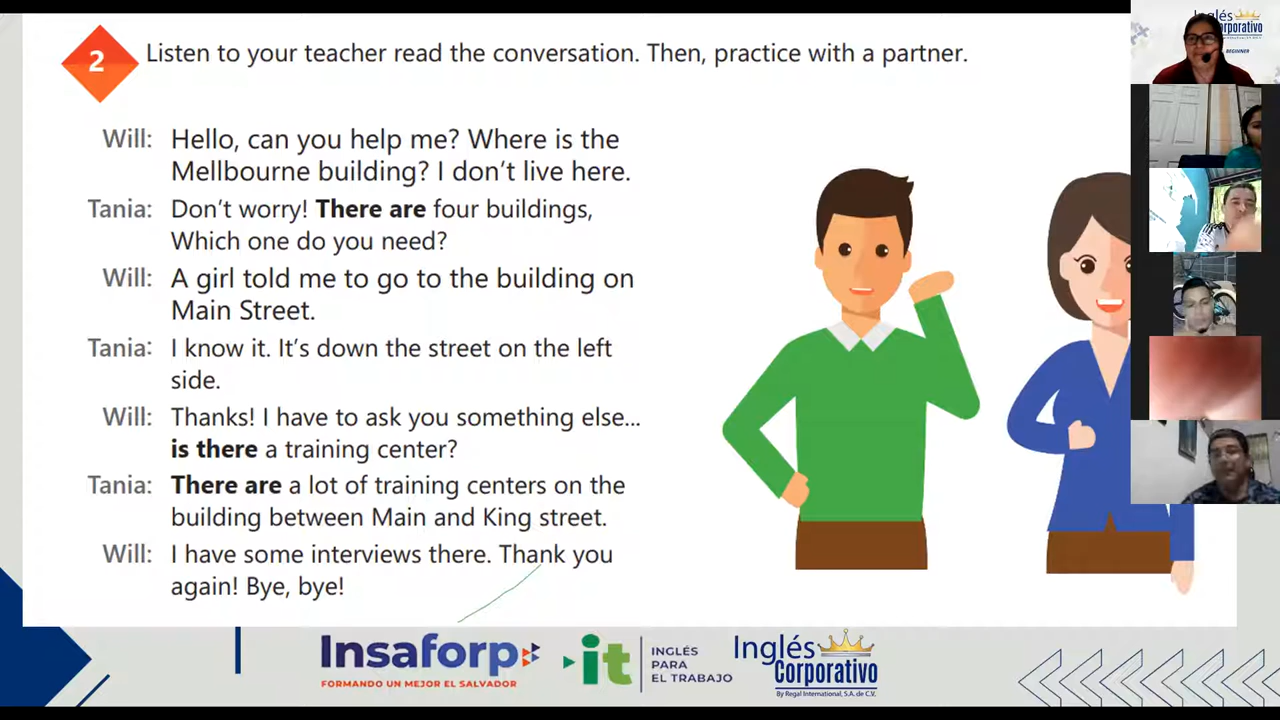 2 Listen to your teacher read the conversation. Then, practice with a partner.
Will: Hello, can you help me? Where is the
Mellbourne building? I don't live here.
Tania: Don't worry! There are four buildings,
Which one do you need?
Will: A girl told me to go to the building on
Main Street.
Tania: I know it. It's down the street on the left
side.
Will: Thanks! I have to ask you something else...
is there a training center?
Tania: There are a lot of training centers on the
building between Main and King street.
Will: I have some interviews there. Thank you
again! Bye, bye!
Insaforp
FORMANDO UN MEJOR EL SALVADOR
it
INGLÉS
PARA
EL TRABAJO
Inglés
Corporativo
By Regal International, S.A. de C.V.
Inglés
Corporativo
BEGINNER